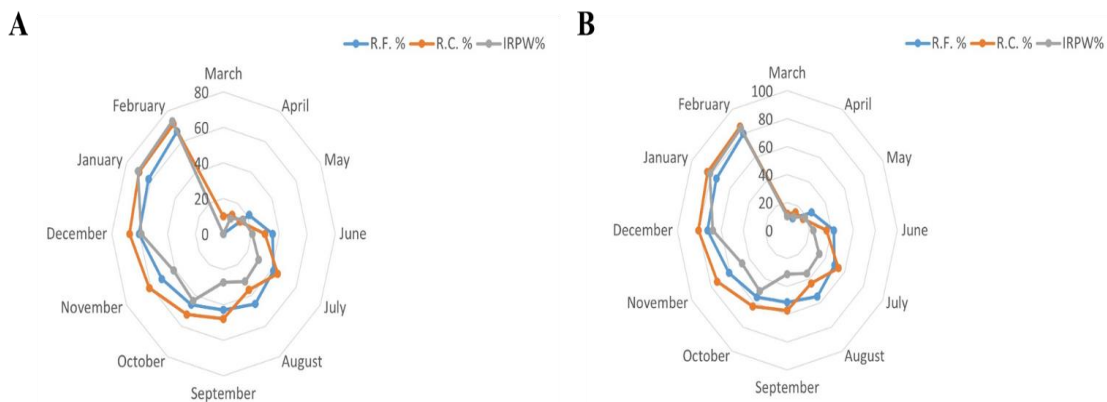 A
R.F. % R.C. % IRPW%
March
April
May
June
July
August
September
October
November
December
January
February
80
60
40
20
0
B
R.F. % R.C. % IRPW%
March
April
May
June
July
August
September
October
November
December
January
February
100
80
60
40
20
0